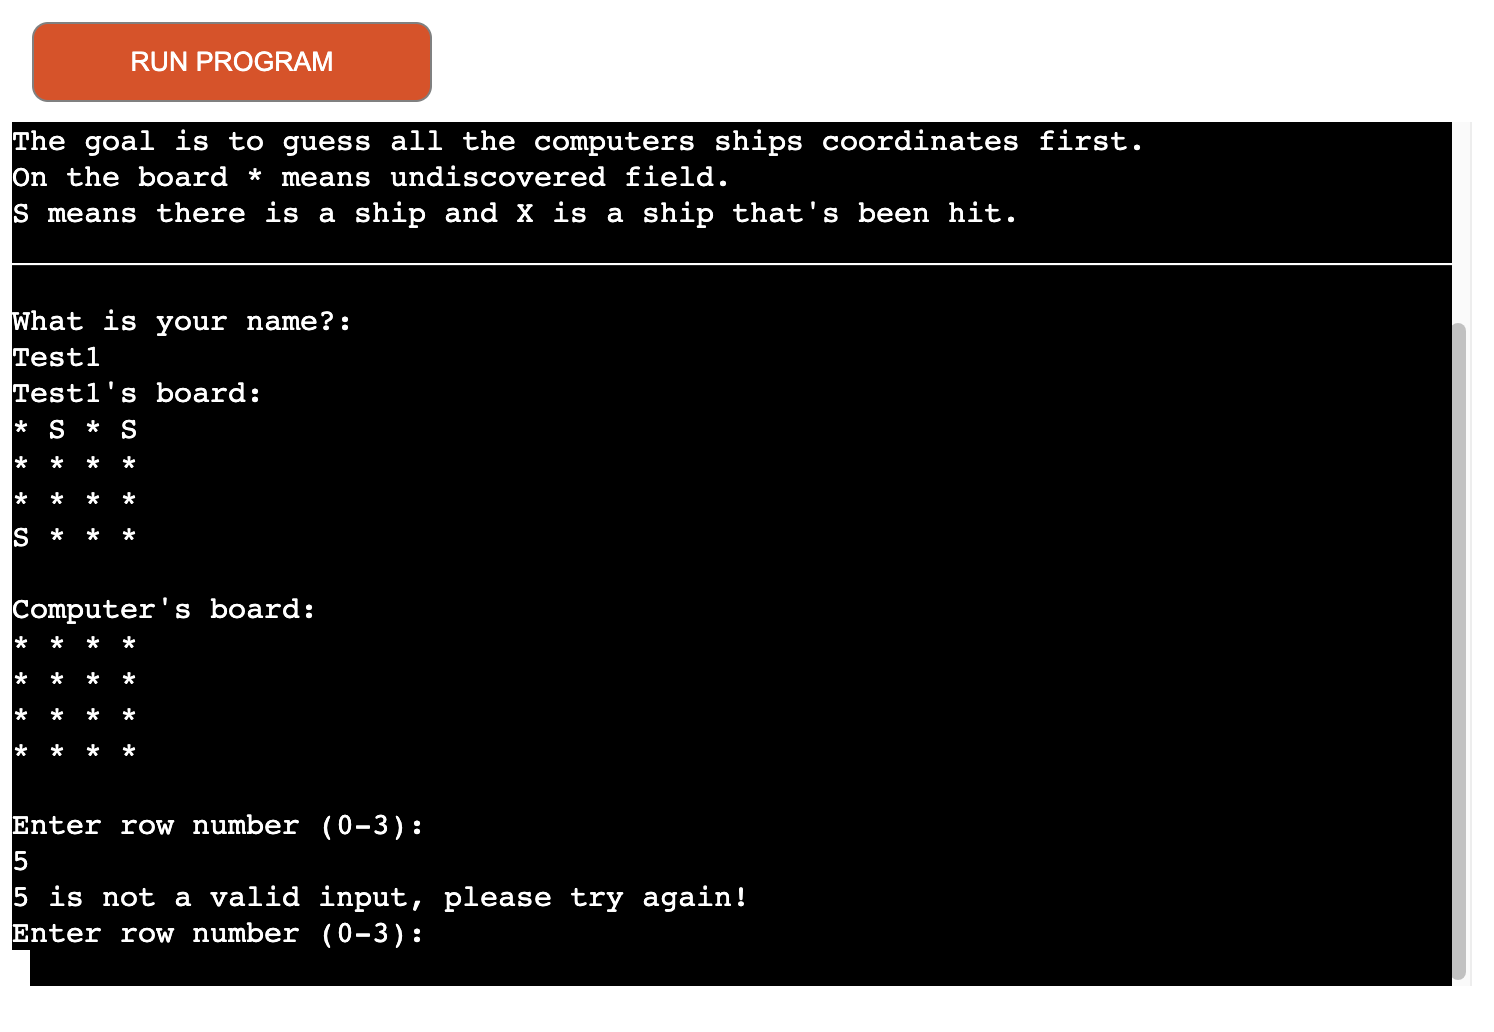 RUN PROGRAM
The goal is to guess all the computers ships coordinates first.
On the board * means undiscovered field.
S means there is a ship and X is a ship that's been hit.
What is your name?:
Test1
Test1's board:
* S * S
* * * *
* * * *
S * * *
Computer's board:
* * * *
* * * *
* * * *
* * * *
Enter row number (0-3):
5
5 is not a valid input, please try again!
Enter row number (0-3):